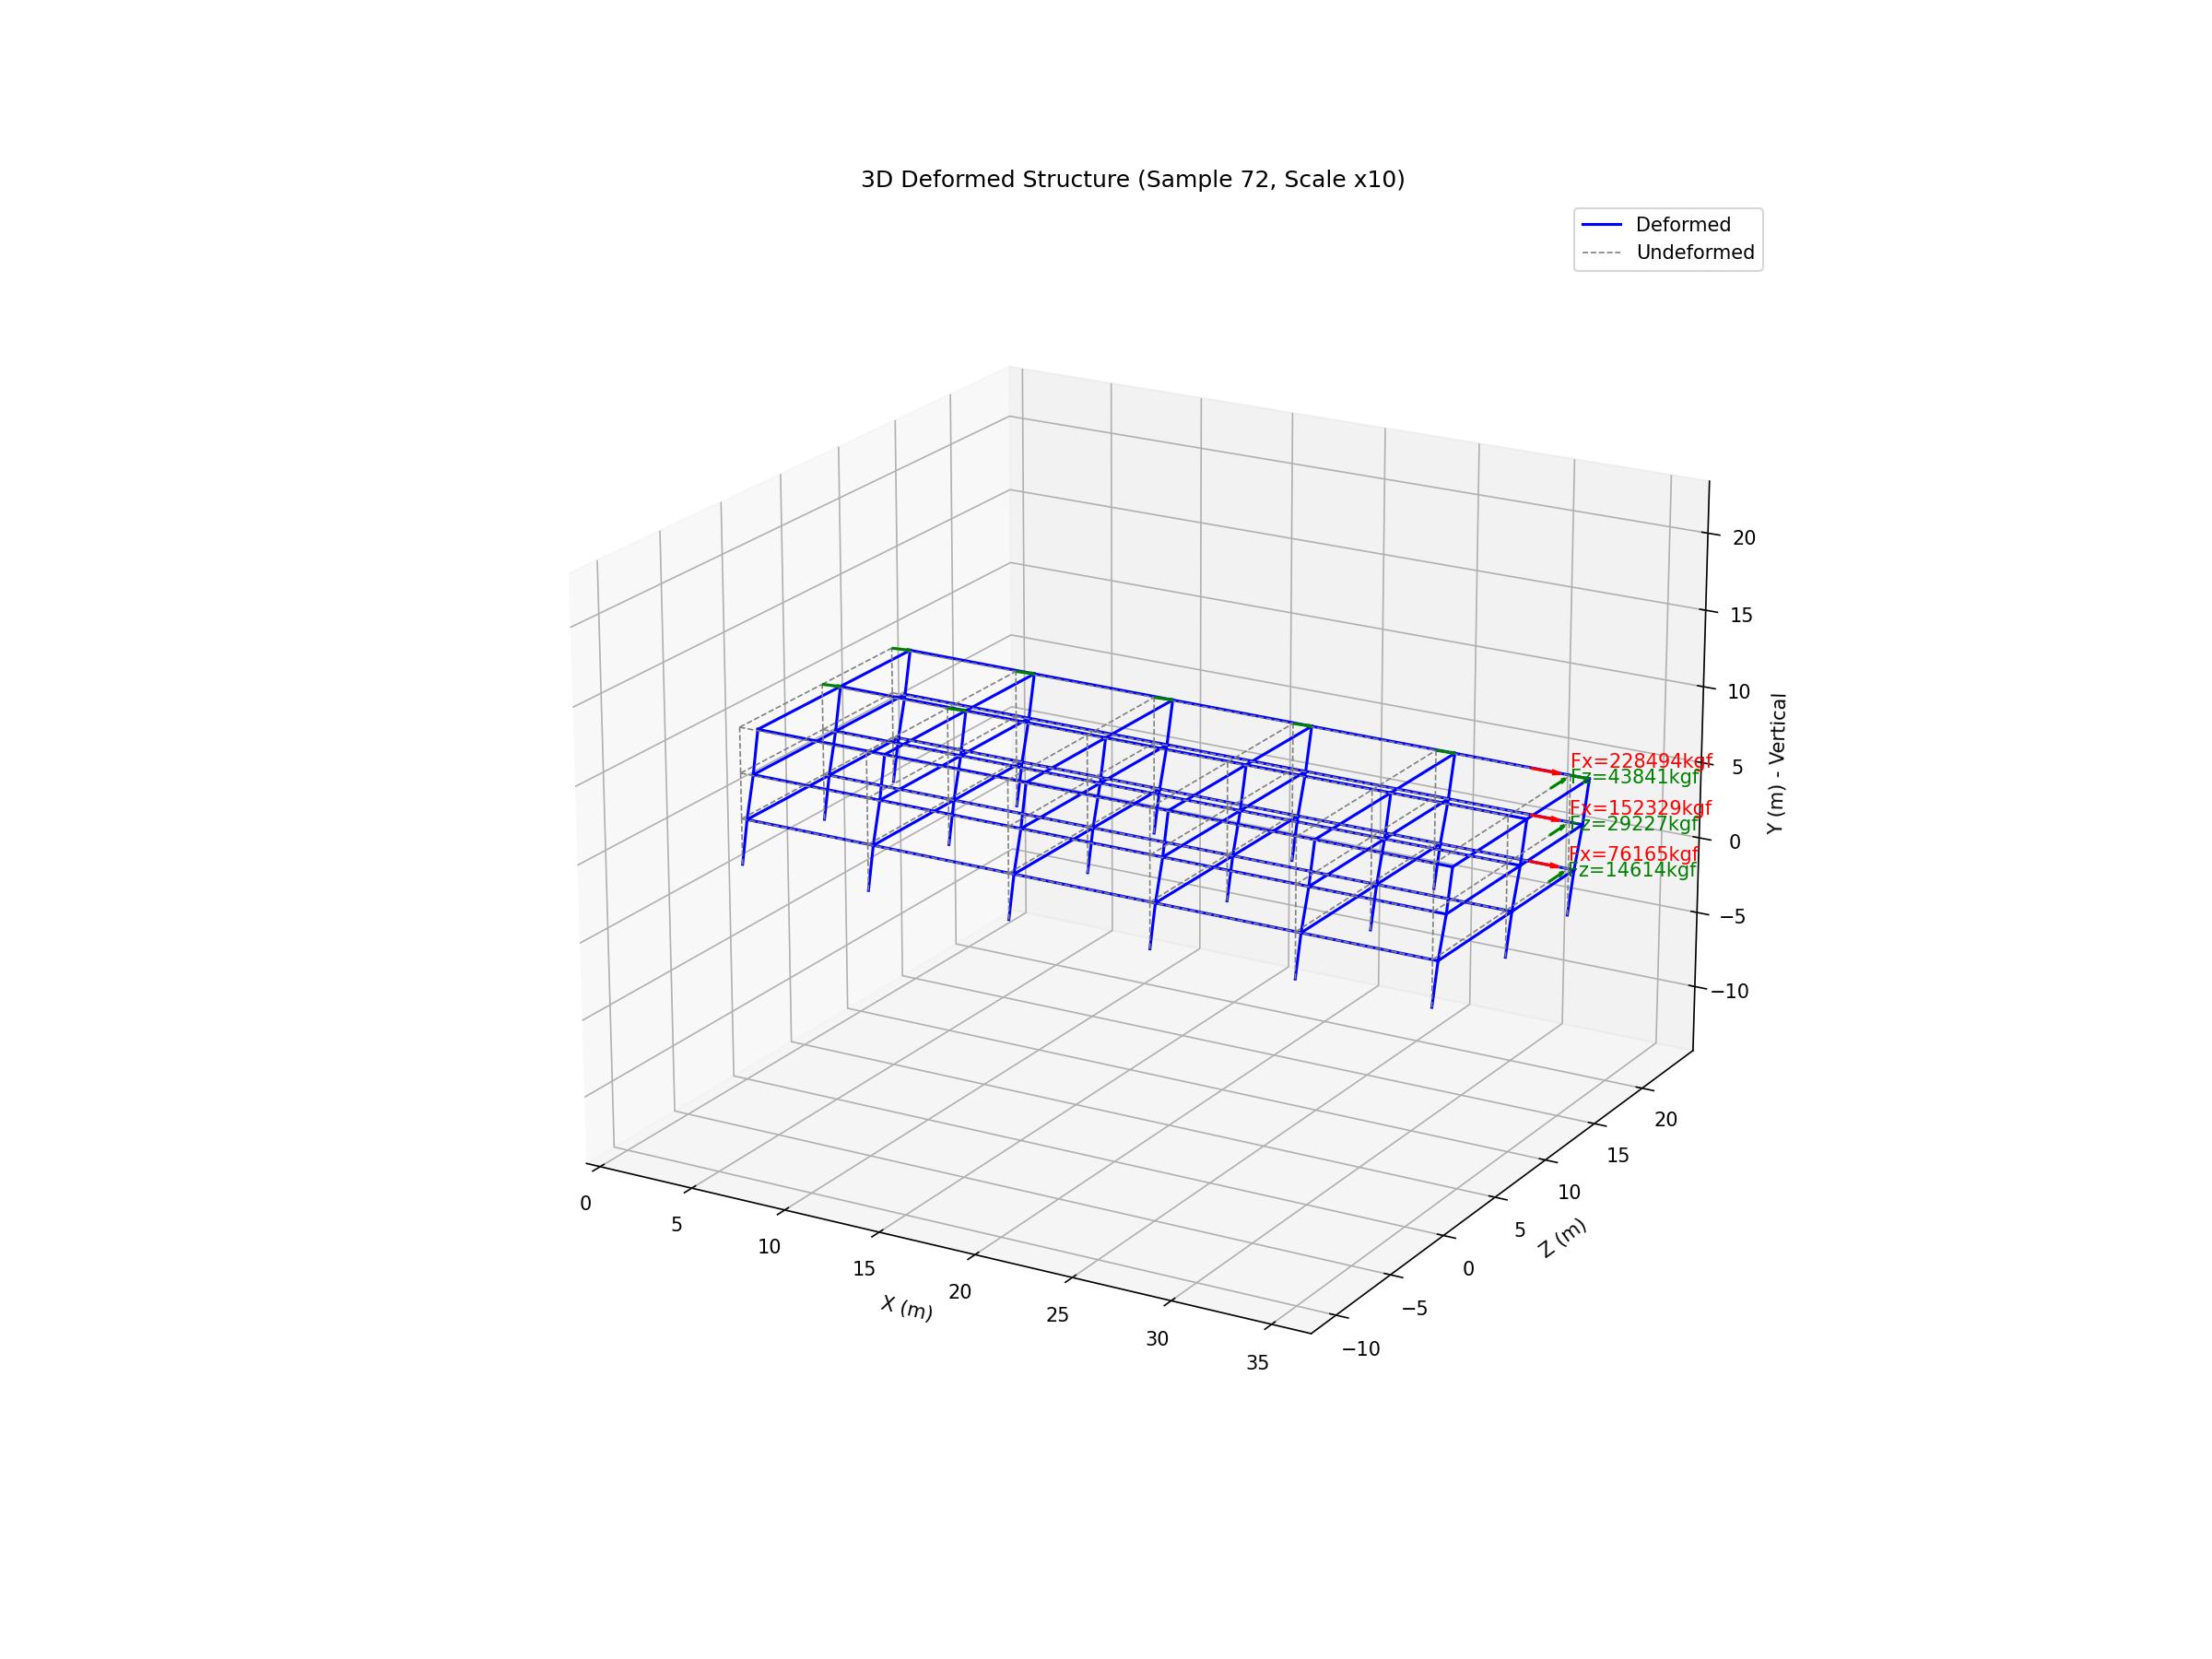 3D Deformed Structure (Sample 72, Scale x10)
Deformed
Undeformed
20
15
10
5
0
−5
−10
Y (m) - Vertical
Fx=228494kgf
Fz=43841kgf
Fx=152329kgf
Fz=29227kgf
Fx=76165kgf
Fz=14614kgf
0
5
10
15
20
25
30
35
X (m)
−10
−5
0
5
10
15
20
Z (m)